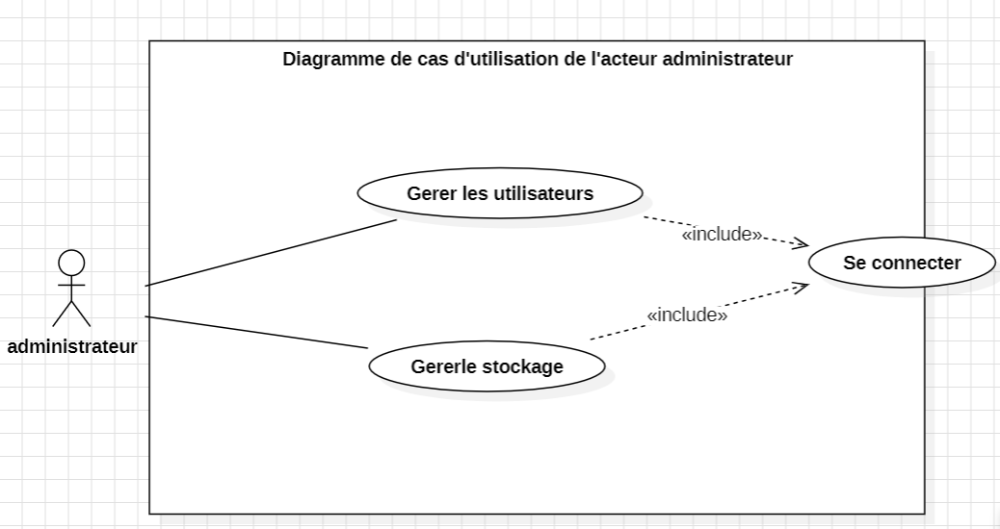 Diagramme de cas d'utilisation de l'acteur administrateur
Gerer les utilisateurs
«include»
Se connecter
«include»
administrateur
Gererle stockage